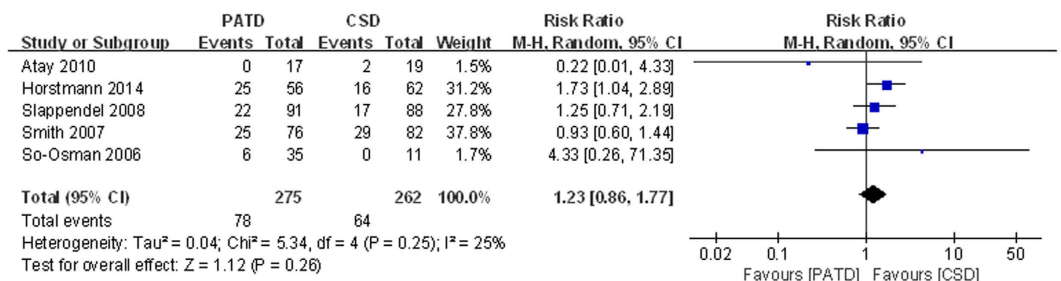 PATD CSD Risk Ratio Risk Ratio
Study or Subgroup Events Total Events Total Weight M-H, Random, 95% CI M-H, Random, 95% CI
Atay 2010 0 17 2 19 1.5% 0.22 [0.01, 4.33]
Horstmann 2014 25 56 16 62 31.2% 1.73 [1.04, 2.89]
Slappendel 2008 22 91 17 88 27.8% 1.25 [0.71, 2.19]
Smith 2007 25 76 29 82 37.8% 0.93 [0.60, 1.44]
So-Osman 2006 6 35 0 11 1.7% 4.33 [0.26, 71.35]
Total (95% CI) 275 262 100.0% 1.23 [0.86, 1.77]
Total events 78 64
Heterogeneity: Tau² = 0.04; Chi² = 5.34, df = 4 (P = 0.25); I² = 25%
Test for overall effect: Z = 1.12 (P = 0.26)
0.02 0.1 1 10 50
Favours [PATD] Favours [CSD]